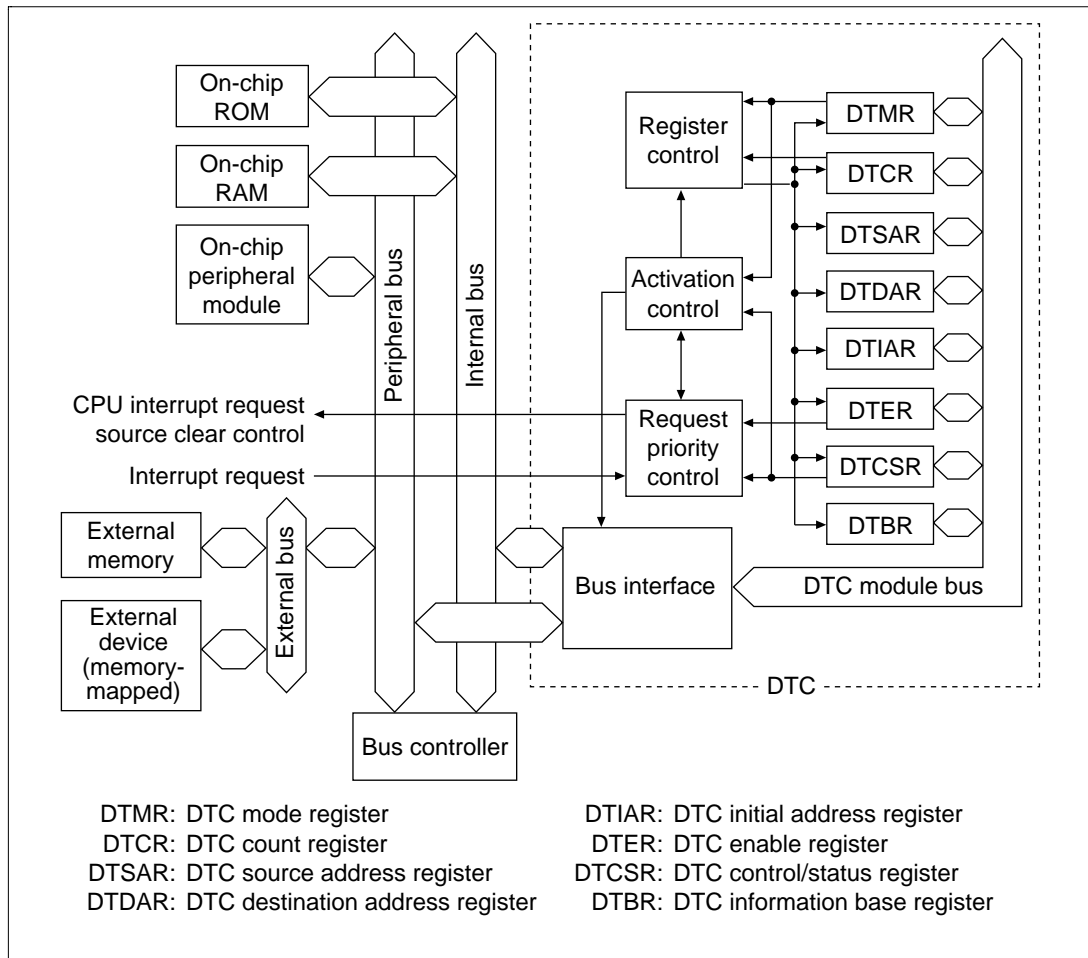 On-chip
ROM
On-chip
RAM
On-chip
peripheral
module
Peripheral bus
Internal bus
CPU interrupt request
source clear control
Interrupt request
External
memory
External
device
(memory-
mapped)
External bus
Bus controller
Register
control
Activation
control
Request
priority
control
Bus interface
DTMR
DTCR
DTSAR
DTDAR
DTIAR
DTER
DTCSR
DTBR
DTC module bus
DTC
DTMR: DTC mode register
DTCR: DTC count register
DTSAR: DTC source address register
DTDAR: DTC destination address register
DTIAR: DTC initial address register
DTER: DTC enable register
DTCSR: DTC control/status register
DTBR: DTC information base register